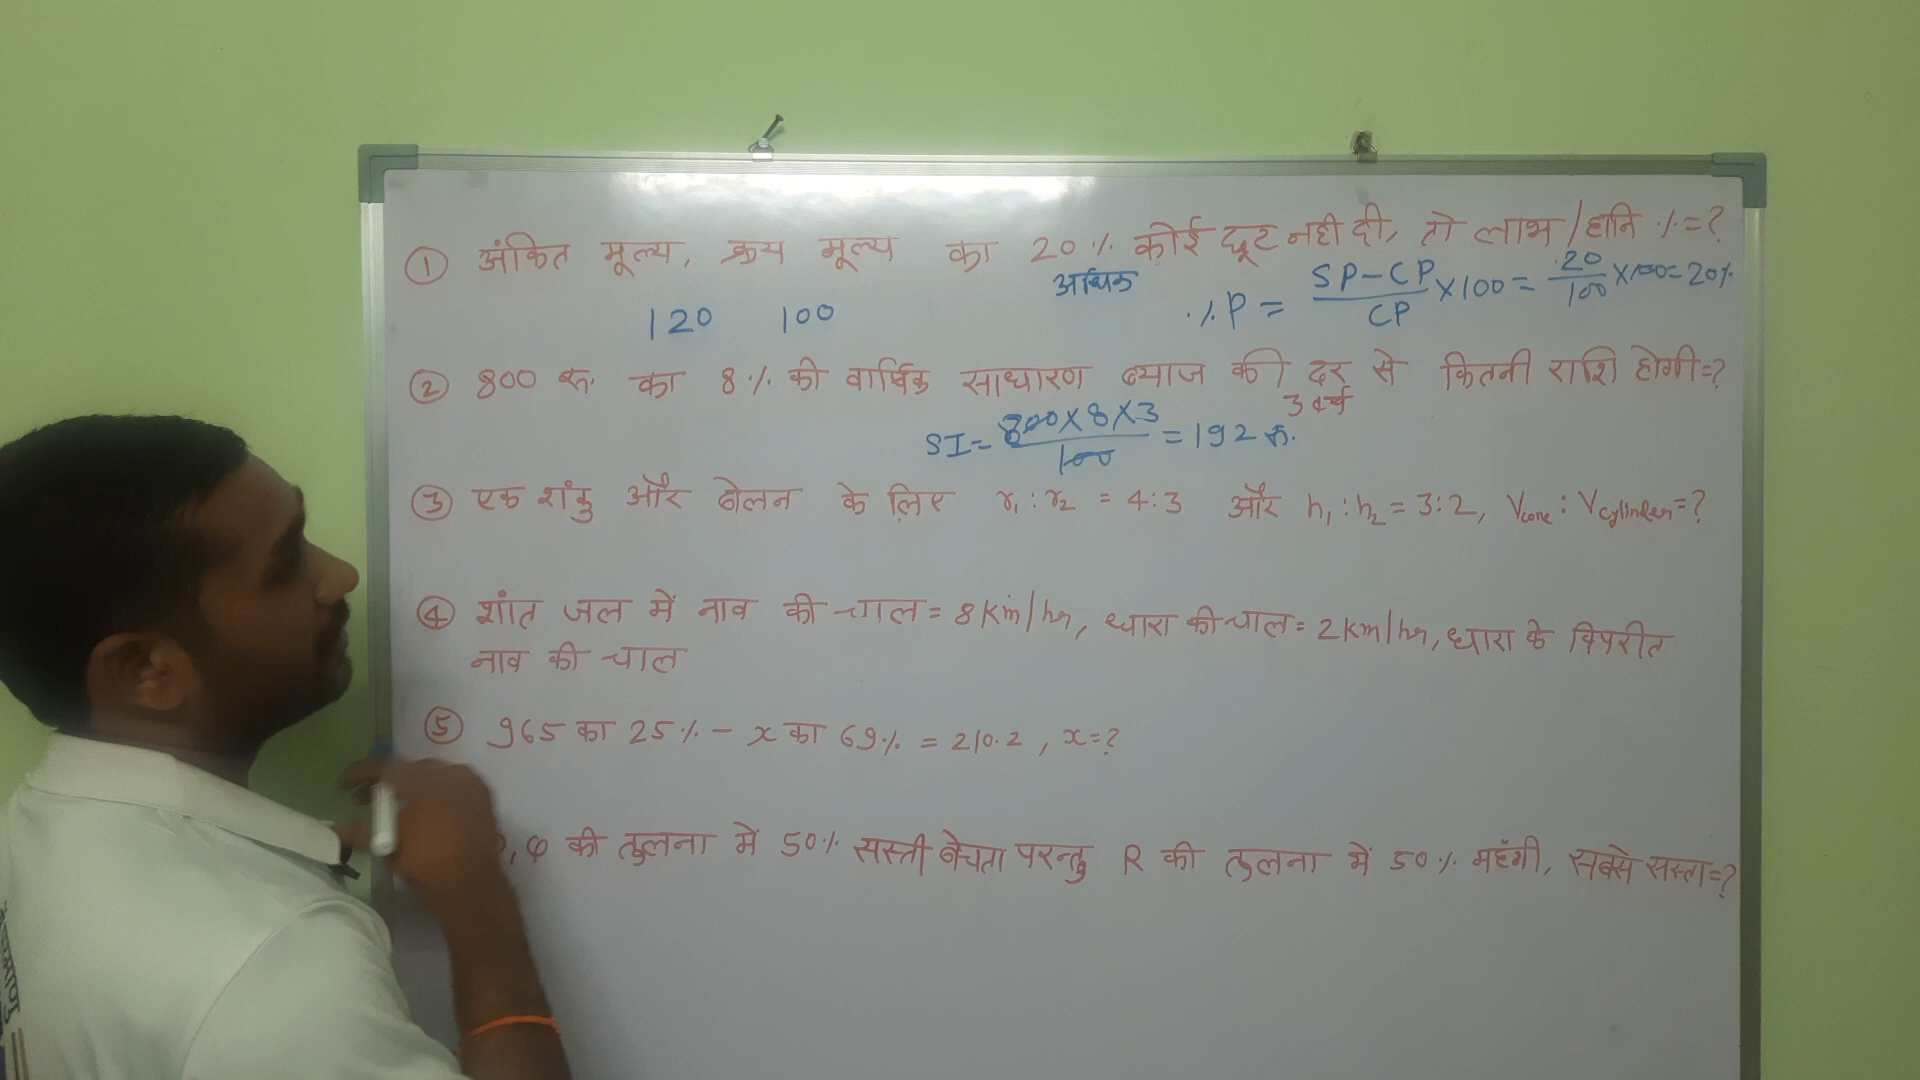 ① अंकित मूल्य, क्रय मूल्य का 20% कोई छूट नही दी, तो लाभ/हानि %=?
अधिक
120 100
%P = SP-CP/CP×100 = 20/100×100=20%
② 800 रू. का 8% की वार्षिक साधारण ब्याज की दर से कितनी राशि होगी=?
3 वर्ष
SI= 800×8×3/100 = 192 रू.
③ एक शंकु और बेलन के लिए r₁:r₂ = 4:3 और h₁:h₂ = 3:2, Vcone : Vcylinder=?
④ शांत जल में नाव की चाल= 8 km/hr, धारा की चाल= 2 km/hr, धारा के विपरीत
नाव की चाल
⑤ 965 का 25% - x का 69% = 210.2 , x=?
की तुलना में 50% सस्ती बेचता परन्तु R की तुलना में 50% महंगी, सबसे सस्ता=?